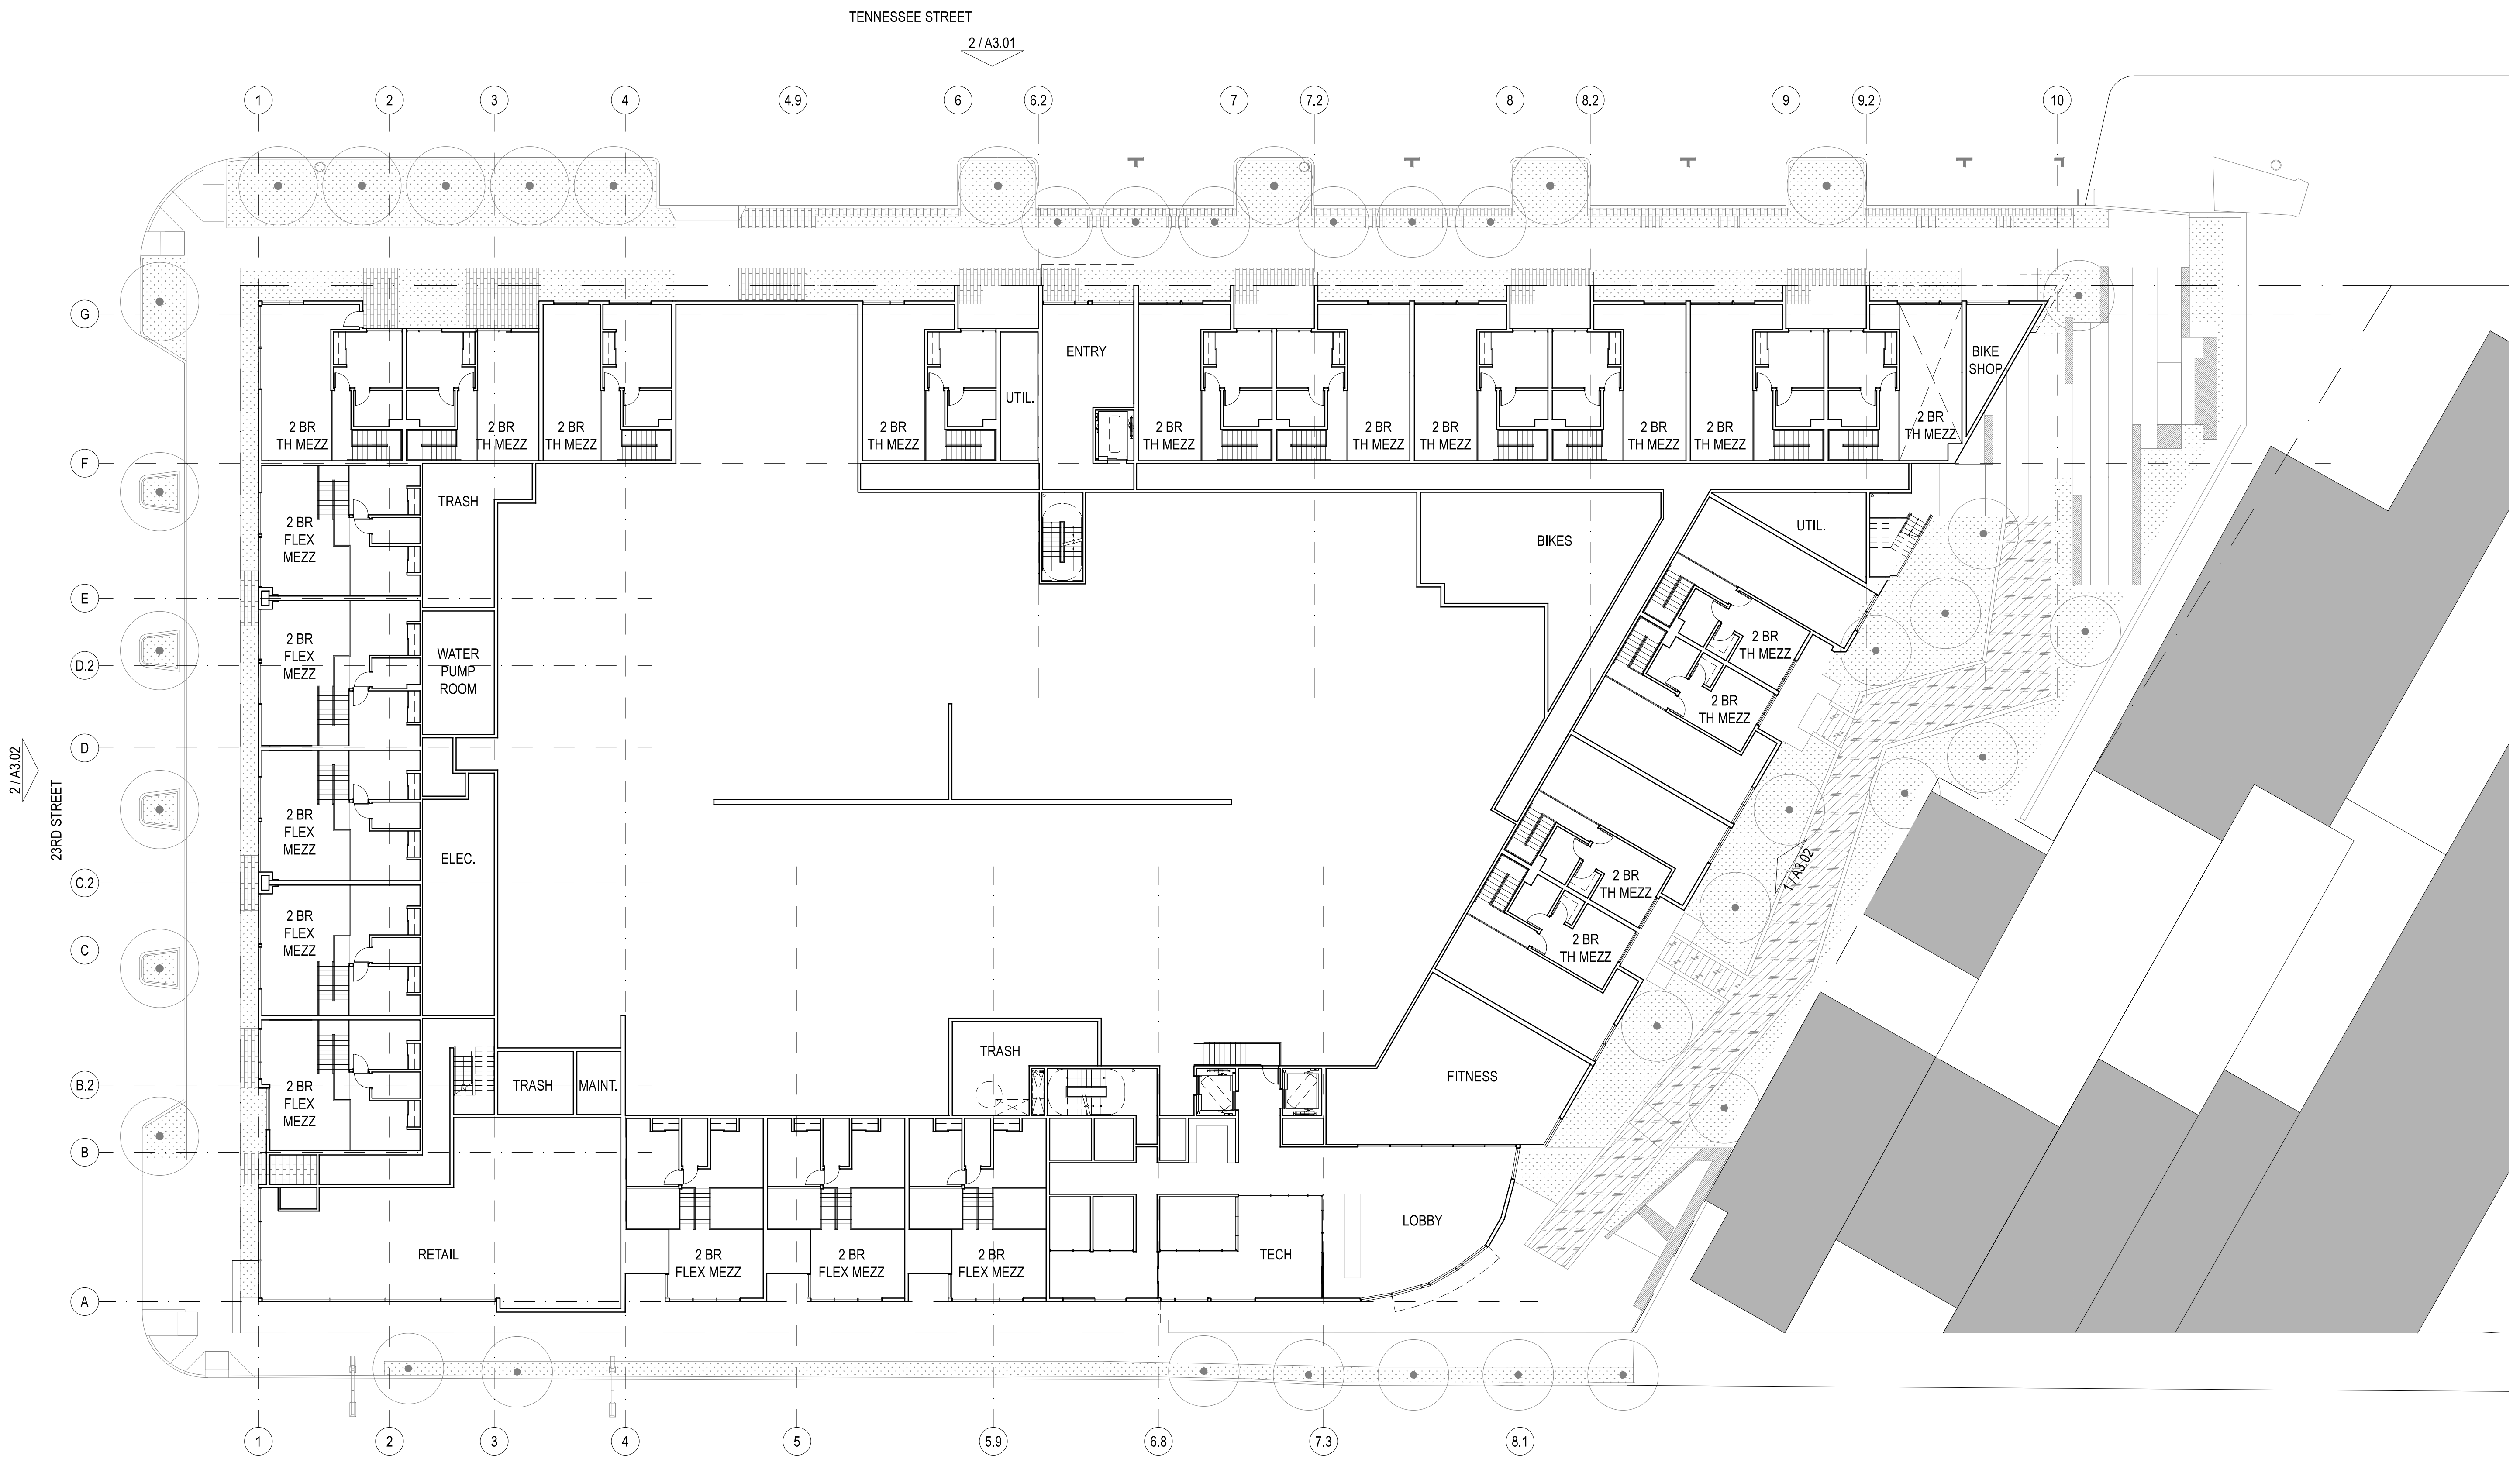 TENNESSEE STREET
2 / A3.01
1
2
3
4
4.9
6
6.2
7
7.2
8
8.2
9
9.2
10
G
ENTRY
BIKE
SHOP
UTIL.
2 BR
TH MEZZ
2 BR
TH MEZZ
2 BR
TH MEZZ
2 BR
TH MEZZ
2 BR
TH MEZZ
2 BR
TH MEZZ
2 BR
TH MEZZ
2 BR
TH MEZZ
2 BR
TH MEZZ
2 BR
TH MEZZ
F
TRASH
2 BR
FLEX
MEZZ
UTIL.
BIKES
E
2 BR
FLEX
MEZZ
WATER
PUMP
ROOM
2 BR
TH MEZZ
D.2
2 BR
TH MEZZ
D
2 / A3.02
23RD STREET
2 BR
FLEX
MEZZ
ELEC.
1 / A3.02
C.2
2 BR
TH MEZZ
2 BR
FLEX
MEZZ
C
2 BR
TH MEZZ
TRASH
FITNESS
B.2
2 BR
FLEX
MEZZ
TRASH
MAINT.
B
LOBBY
RETAIL
2 BR
FLEX MEZZ
2 BR
FLEX MEZZ
2 BR
FLEX MEZZ
TECH
A
1
2
3
4
5
5.9
6.8
7.3
8.1